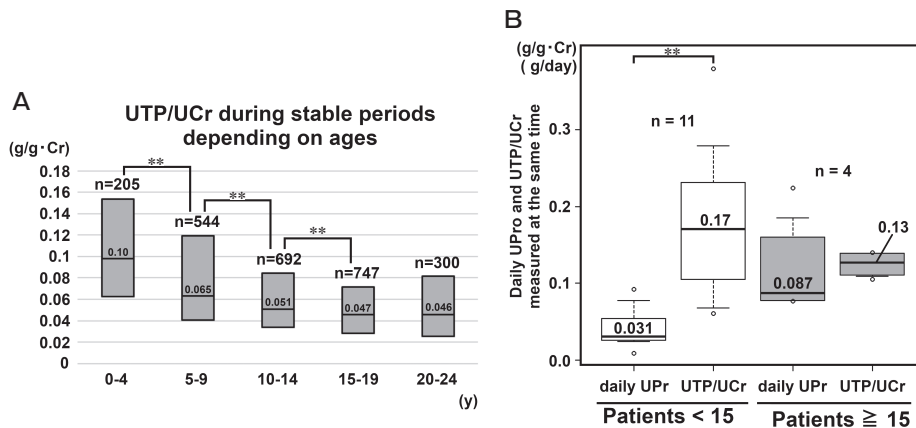 A
UTP/UCr during stable periods
depending on ages
(g/g·Cr)
0.18
0.16
0.14
0.12
0.1
0.08
0.06
0.04
0.02
0
n=205
**
n=544
**
n=692
**
n=747
n=300
0.10
0.065
0.051
0.047
0.046
0-4
5-9
10-14
15-19
20-24
(y)
B
(g/g·Cr)
( g/day)
Daily UPro and UTP/UCr
measured at the same time
0.3
0.2
0.1
0.0
**
n = 11
n = 4
0.031
0.17
0.087
0.13
daily UPr
UTP/UCr
daily UPr
UTP/UCr
Patients < 15
Patients ≧ 15